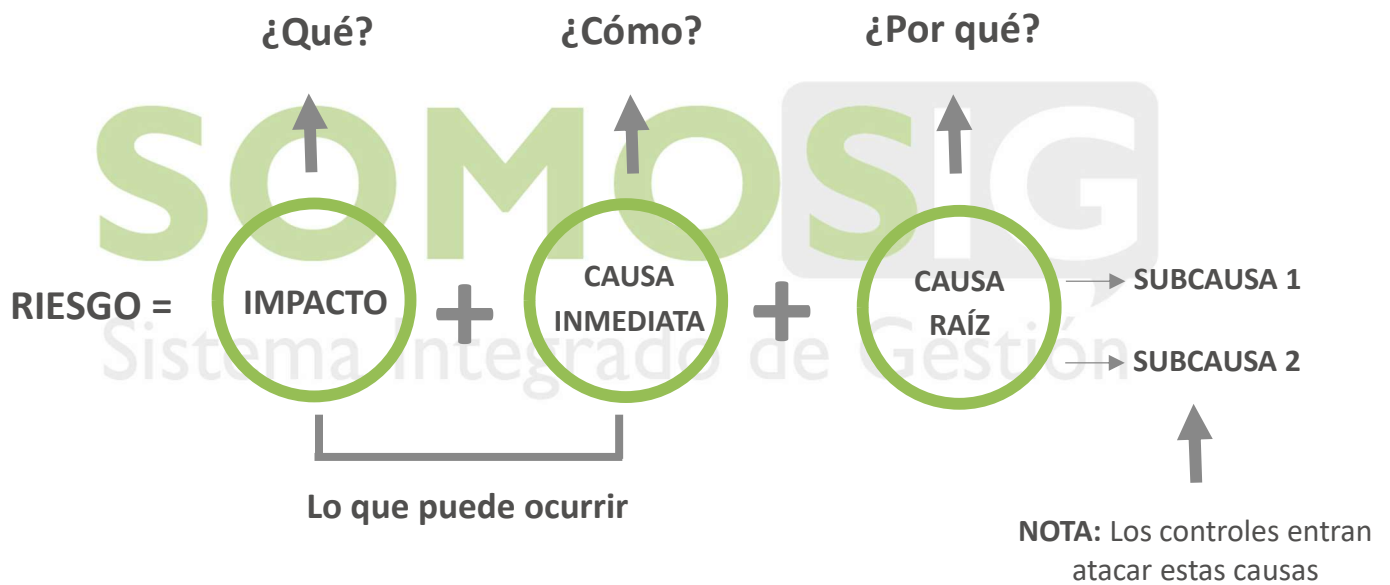 ¿Qué?
¿Cómo?
¿Por qué?
SOMOSIG
Sistema Integrado de Gestión
RIESGO =
IMPACTO
+
CAUSA
INMEDIATA
+
CAUSA
RAÍZ
SUBCAUSA 1
SUBCAUSA 2
Lo que puede ocurrir
NOTA: Los controles entran
atacar estas causas